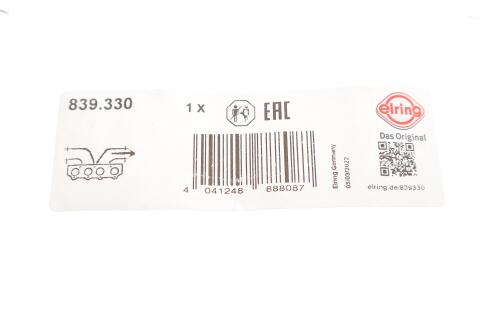 839.330
1 x
EAC
elring
Das Original
4 041248 888087
Elring Germany
elring.de/839330